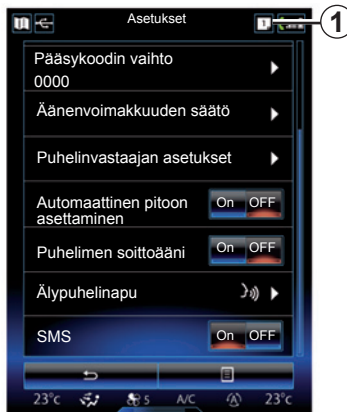 Asetukset
1
1
Pääsykoodin vaihto
0000
Äänenvoimakkuuden säätö
Puhelinvastaajan asetukset
Automaattinen pitoon
asettaminen
On OFF
Puhelimen soittoääni
On OFF
Älypuhelinapu
SMS
On OFF
23°c 5 A/C A 23°c